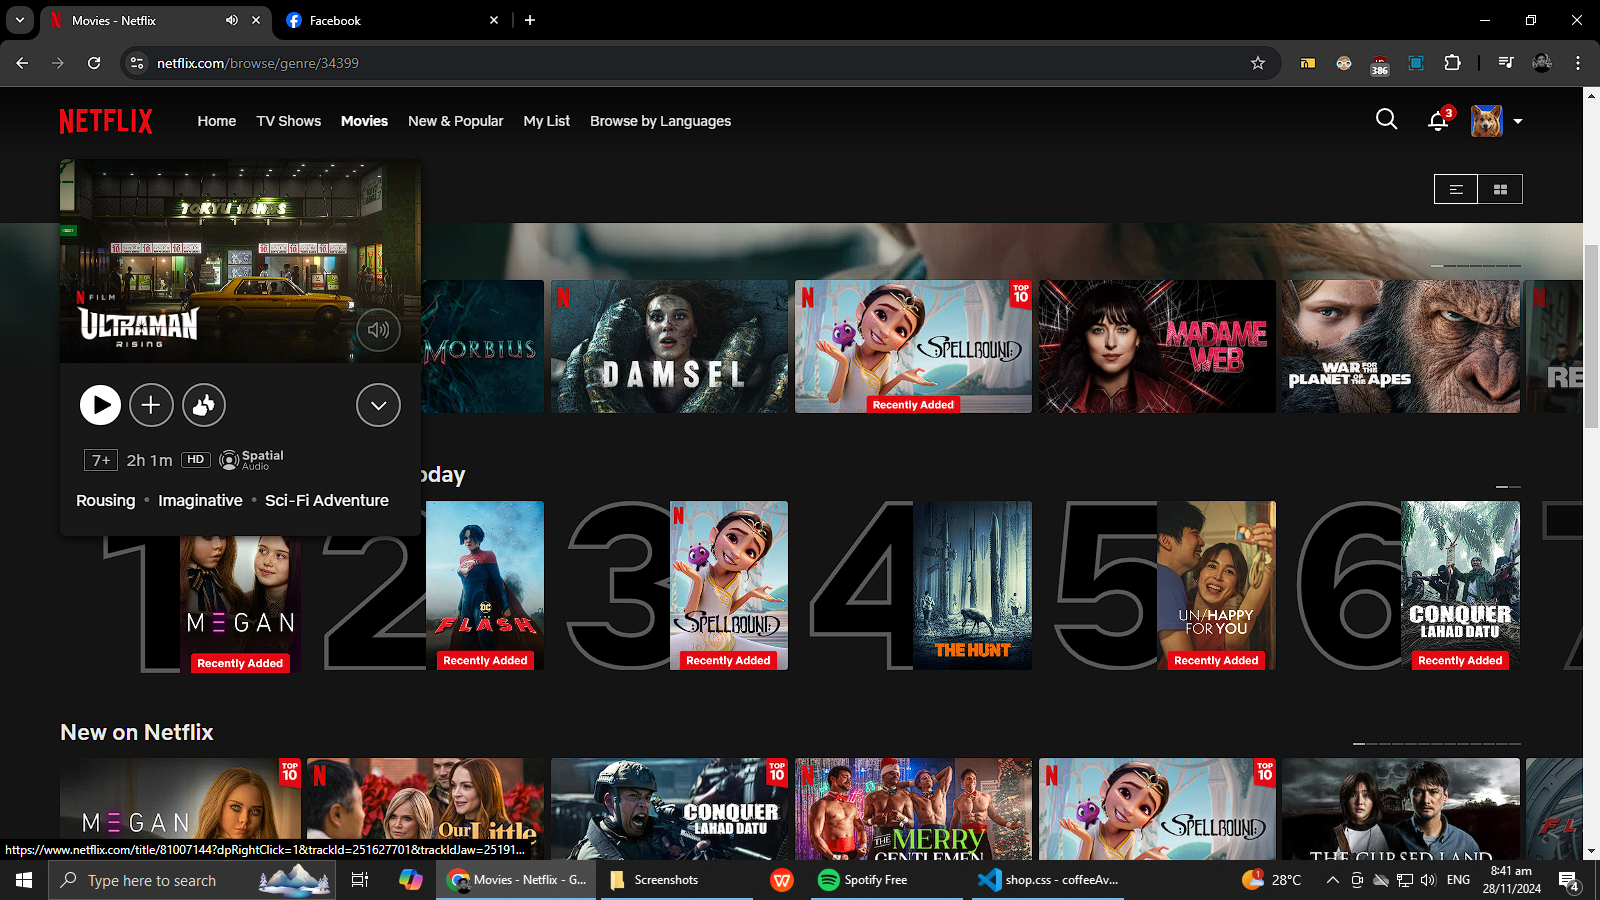 Movies - Netflix
Facebook
netflix.com/browse/genre/34399
386
NETFLIX
Home
TV Shows
Movies
New & Popular
My List
Browse by Languages
3
TOKYU HANDS
N FILM
ULTRAMAN
RISING
7+
2h 1m
HD
Spatial
Audio
Rousing • Imaginative • Sci-Fi Adventure
MORBIUS
DAMSEL
TOP
10
SPELLBOUND
Recently Added
MADAME
WEB
WAR FOR THE
PLANET OF THE APES
RE
oday
1
MEGAN
Recently Added
2
DC
FLASH
Recently Added
3
SPELLBOUND
Recently Added
4
THE HUNT
5
UN/HAPPY
FOR YOU
Recently Added
6
CONQUER
LAHAD DATU
Recently Added
7
New on Netflix
TOP
10
MEGAN
Our Little
TOP
10
CONQUER
LAHAD DATU
THE MERRY
GENTLEMEN
TOP
10
SPELLBOUND
THE CURSED LAND
https://www.netflix.com/title/81007144?dpRightClick=1&trackId=251627701&trackIdJaw=25191...
Type here to search
Movies - Netflix - G...
Screenshots
Spotify Free
shop.css - coffeeAv...
1
28°C
ENG
8:41 am
28/11/2024
4